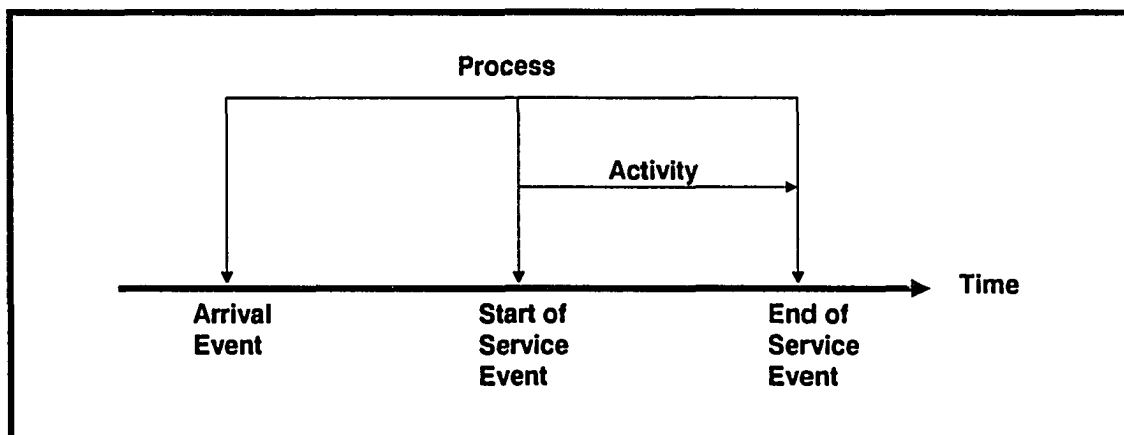 Process
Activity
Time
Arrival
Event
Start of
Service
Event
End of
Service
Event